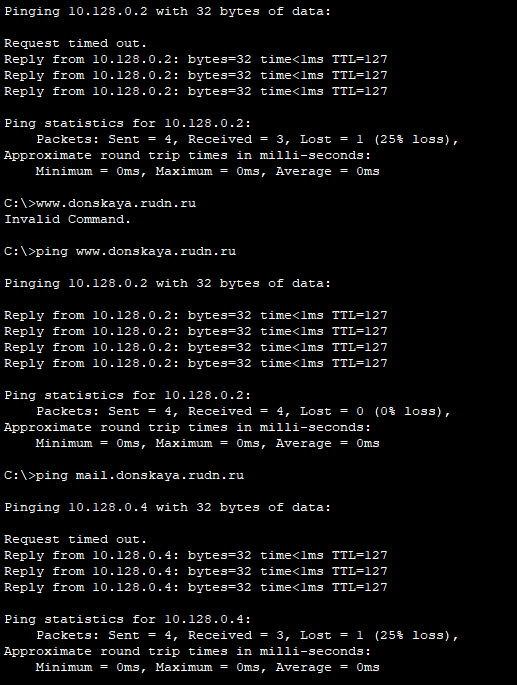 Pinging 10.128.0.2 with 32 bytes of data:

Request timed out.
Reply from 10.128.0.2: bytes=32 time<1ms TTL=127
Reply from 10.128.0.2: bytes=32 time<1ms TTL=127
Reply from 10.128.0.2: bytes=32 time<1ms TTL=127

Ping statistics for 10.128.0.2:
    Packets: Sent = 4, Received = 3, Lost = 1 (25% loss),
Approximate round trip times in milli-seconds:
    Minimum = 0ms, Maximum = 0ms, Average = 0ms

C:\>www.donskaya.rudn.ru
Invalid Command.

C:\>ping www.donskaya.rudn.ru

Pinging 10.128.0.2 with 32 bytes of data:

Reply from 10.128.0.2: bytes=32 time<1ms TTL=127
Reply from 10.128.0.2: bytes=32 time<1ms TTL=127
Reply from 10.128.0.2: bytes=32 time<1ms TTL=127
Reply from 10.128.0.2: bytes=32 time<1ms TTL=127

Ping statistics for 10.128.0.2:
    Packets: Sent = 4, Received = 4, Lost = 0 (0% loss),
Approximate round trip times in milli-seconds:
    Minimum = 0ms, Maximum = 0ms, Average = 0ms

C:\>ping mail.donskaya.rudn.ru

Pinging 10.128.0.4 with 32 bytes of data:

Request timed out.
Reply from 10.128.0.4: bytes=32 time<1ms TTL=127
Reply from 10.128.0.4: bytes=32 time<1ms TTL=127
Reply from 10.128.0.4: bytes=32 time<1ms TTL=127

Ping statistics for 10.128.0.4:
    Packets: Sent = 4, Received = 3, Lost = 1 (25% loss),
Approximate round trip times in milli-seconds:
    Minimum = 0ms, Maximum = 0ms, Average = 0ms